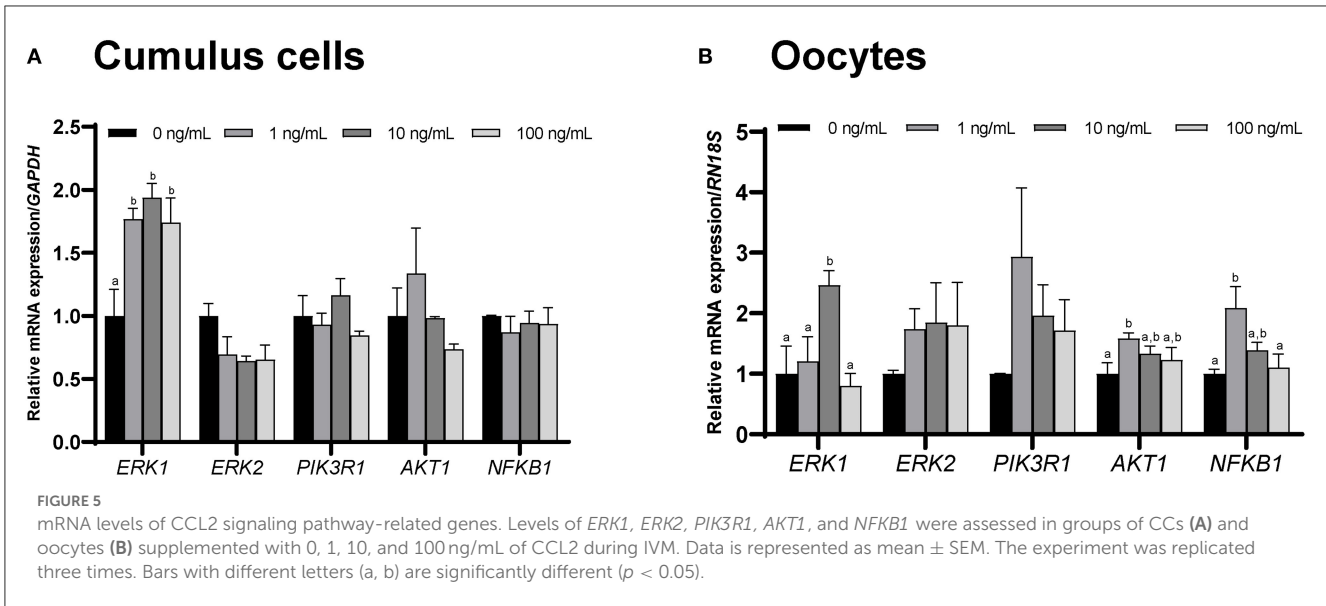 A Cumulus cells
0 ng/mL 1 ng/mL 10 ng/mL 100 ng/mL
Relative mRNA expression/GAPDH
2.5
2.0
1.5
1.0
0.5
0.0
a b b b
ERK1 ERK2 PIK3R1 AKT1 NFKB1
B Oocytes
0 ng/mL 1 ng/mL 10 ng/mL 100 ng/mL
Relative mRNA expression/RN18S
5
4
3
2
1
0
a a b a a b a,b a,b a b a,b a
ERK1 ERK2 PIK3R1 AKT1 NFKB1
FIGURE 5
mRNA levels of CCL2 signaling pathway-related genes. Levels of ERK1, ERK2, PIK3R1, AKT1, and NFKB1 were assessed in groups of CCs (A) and
oocytes (B) supplemented with 0, 1, 10, and 100 ng/mL of CCL2 during IVM. Data is represented as mean ± SEM. The experiment was replicated
three times. Bars with different letters (a, b) are significantly different (p < 0.05).